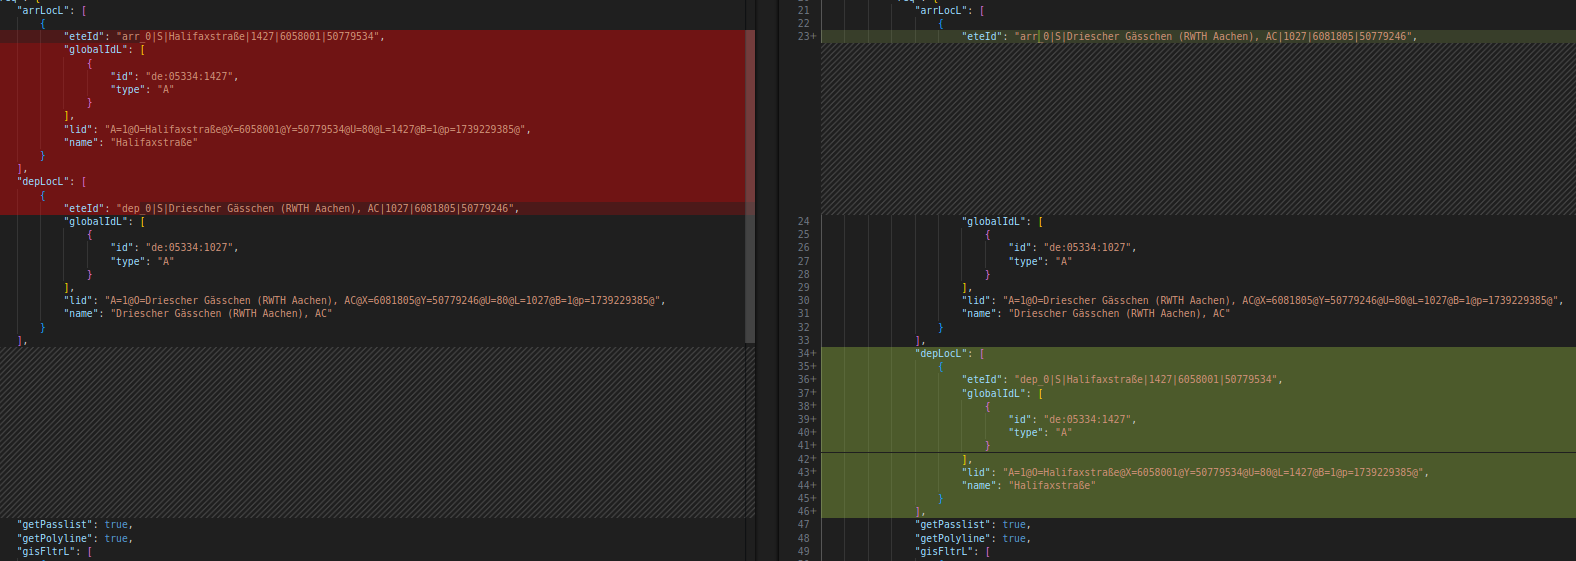 "arrLocL": [
{
"eteId": "arr_0|S|Halifaxstraße|1427|6058001|50779534",
"globalIdL": [
{
"id": "de:05334:1427",
"type": "A"
}
],
"lid": "A=1@O=Halifaxstraße@X=6058001@Y=50779534@U=80@L=1427@B=1@p=1739229385@",
"name": "Halifaxstraße"
}
],
"depLocL": [
{
"eteId": "dep_0|S|Driescher Gässchen (RWTH Aachen), AC|1027|6081805|50779246",
"globalIdL": [
{
"id": "de:05334:1027",
"type": "A"
}
],
"lid": "A=1@O=Driescher Gässchen (RWTH Aachen), AC@X=6081805@Y=50779246@U=80@L=1027@B=1@p=1739229385@",
"name": "Driescher Gässchen (RWTH Aachen), AC"
}
],
"getPasslist": true,
"getPolyline": true,
"gisFltrL": [
21 "arrLocL": [
22 {
23+ "eteId": "arr_0|S|Driescher Gässchen (RWTH Aachen), AC|1027|6081805|50779246",
24 "globalIdL": [
25 {
26 "id": "de:05334:1027",
27 "type": "A"
28 }
29 ],
30 "lid": "A=1@O=Driescher Gässchen (RWTH Aachen), AC@X=6081805@Y=50779246@U=80@L=1027@B=1@p=1739229385@",
31 "name": "Driescher Gässchen (RWTH Aachen), AC"
32 }
33 ],
34+ "depLocL": [
35+ {
36+ "eteId": "dep_0|S|Halifaxstraße|1427|6058001|50779534",
37+ "globalIdL": [
38+ {
39+ "id": "de:05334:1427",
40+ "type": "A"
41+ }
42+ ],
43+ "lid": "A=1@O=Halifaxstraße@X=6058001@Y=50779534@U=80@L=1427@B=1@p=1739229385@",
44+ "name": "Halifaxstraße"
45+ }
46+ ],
47 "getPasslist": true,
48 "getPolyline": true,
49 "gisFltrL": [